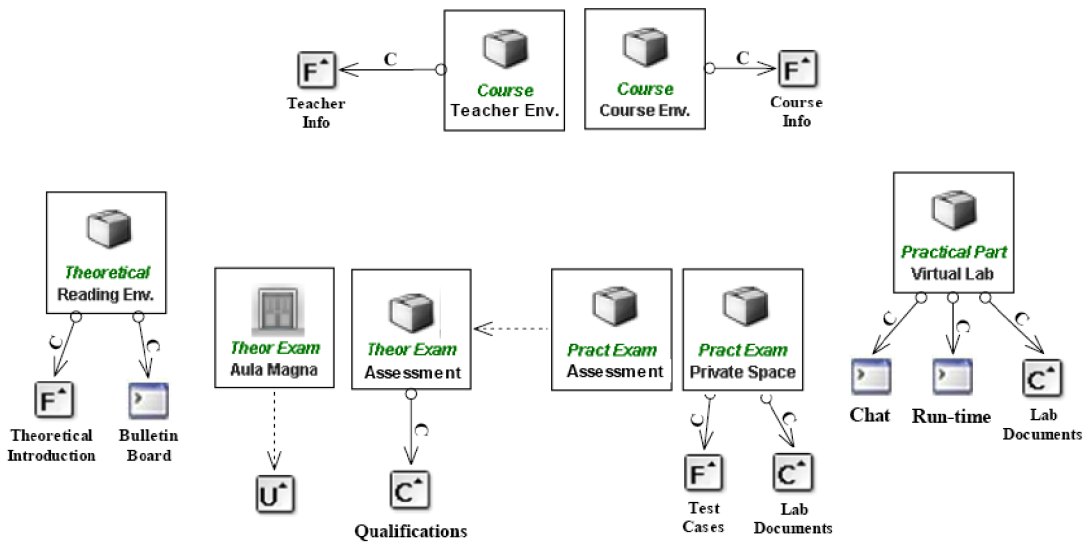 C
C
F
F
Course
Teacher Env.
Course
Course Env.
Teacher
Info
Course
Info
Theoretical
Reading Env.
Practical Part
Virtual Lab
Theor Exam
Aula Magna
Theor Exam
Assessment
Pract Exam
Assessment
Pract Exam
Private Space
C
C
C
C
C
F
C
Chat
Run-time
Lab
Documents
C
C
C
Theoretical
Introduction
Bulletin
Board
U
C
F
C
Qualifications
Test
Cases
Lab
Documents